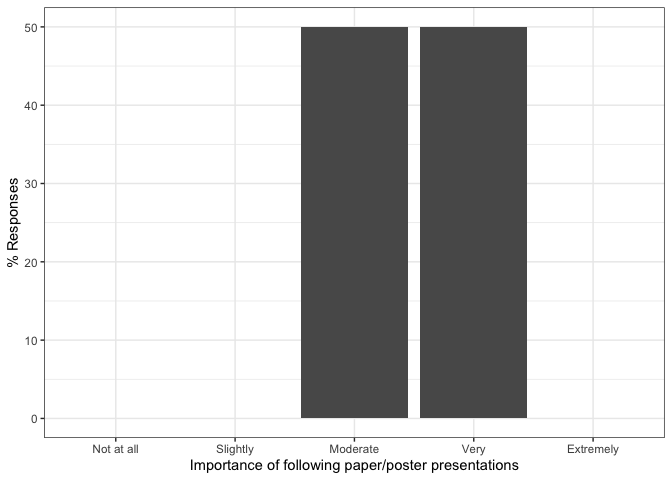 % Responses
50
40
30
20
10
0
Not at all Slightly Moderate Very Extremely
Importance of following paper/poster presentations